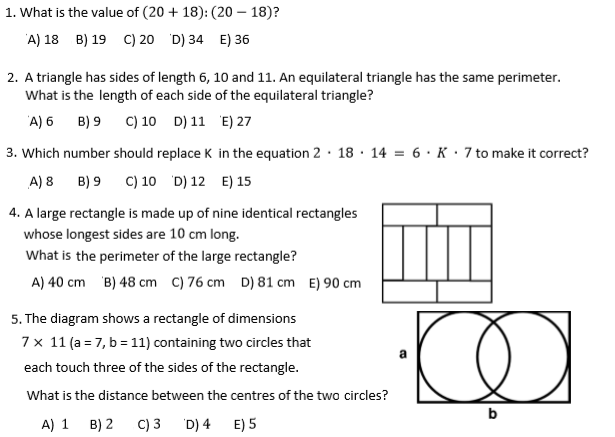 1. What is the value of (20 + 18): (20 − 18)?
A) 18 B) 19 C) 20 D) 34 E) 36
2. A triangle has sides of length 6, 10 and 11. An equilateral triangle has the same perimeter.
What is the length of each side of the equilateral triangle?
A) 6 B) 9 C) 10 D) 11 E) 27
3. Which number should replace K in the equation 2 · 18 · 14 = 6 · K · 7 to make it correct?
A) 8 B) 9 C) 10 D) 12 E) 15
4. A large rectangle is made up of nine identical rectangles
whose longest sides are 10 cm long.
What is the perimeter of the large rectangle?
A) 40 cm B) 48 cm C) 76 cm D) 81 cm E) 90 cm
5. The diagram shows a rectangle of dimensions
7 × 11 (a = 7, b = 11) containing two circles that
each touch three of the sides of the rectangle.
What is the distance between the centres of the two circles?
A) 1 B) 2 C) 3 D) 4 E) 5
a
b